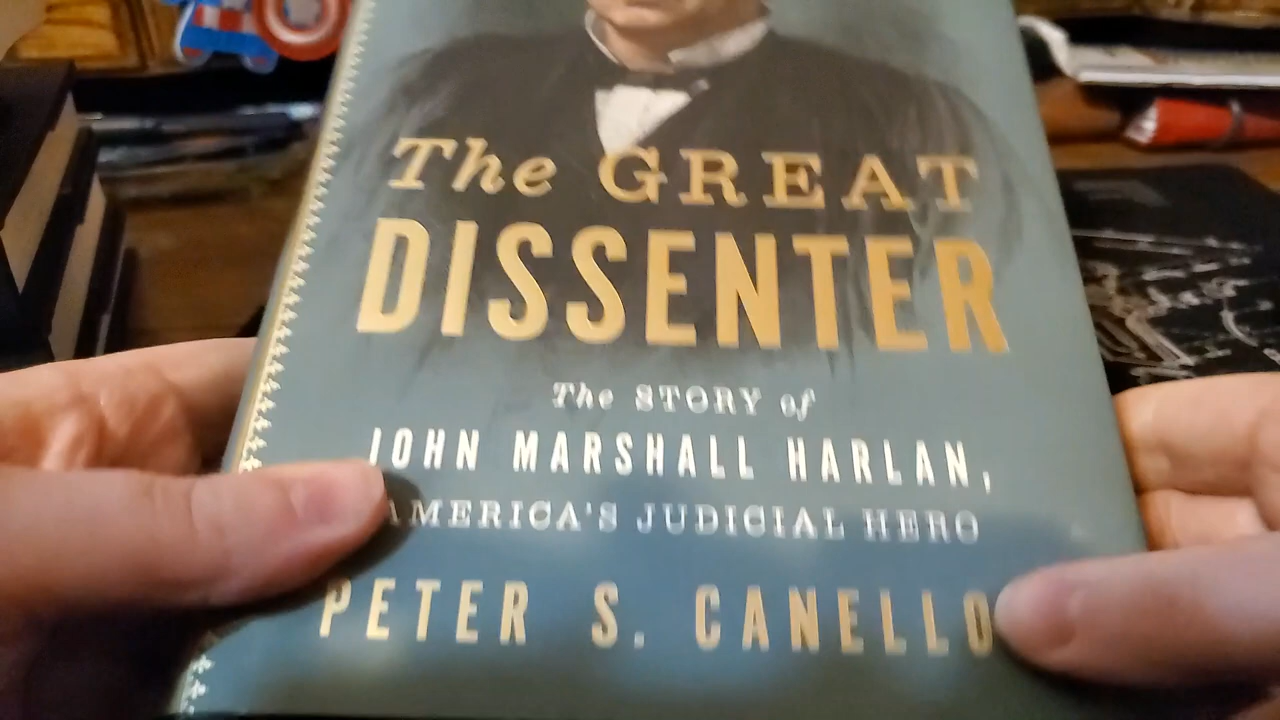 The GREAT
DISSENTER
The STORY of
JOHN MARSHALL HARLAN,
AMERICA'S JUDICIAL HERO
PETER S. CANELLO